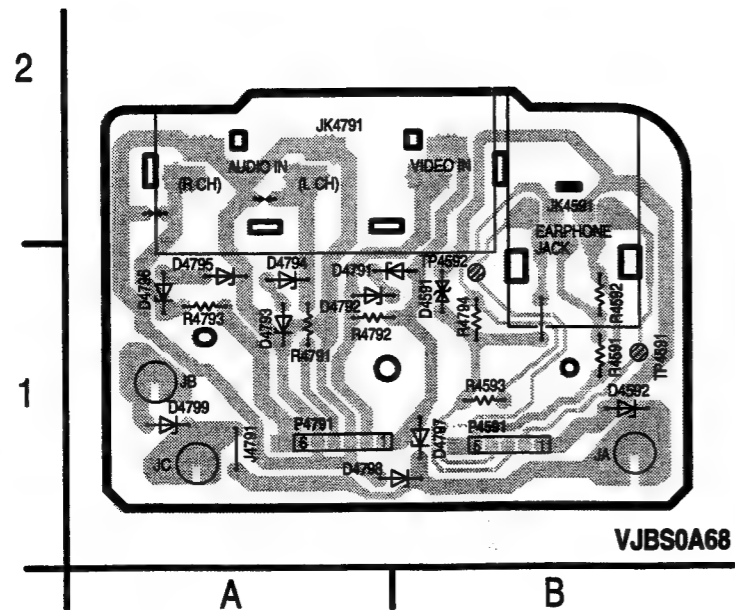 2
JK4791
AUDIO IN
VIDEO IN
(R CH)
(L CH)
JK4591
EARPHONE
JACK
D4795
D4794
D4791
TP4592
D4796
D4792
D4591
R4592
R4793
D4793
R4794
R4791
R4792
R4591
TP4591
1
JB
R4593
D4592
D4799
P4791
D4797
P4591
6
1
6
1
J4791
JC
D4798
JA
VJBS0A68
A
B